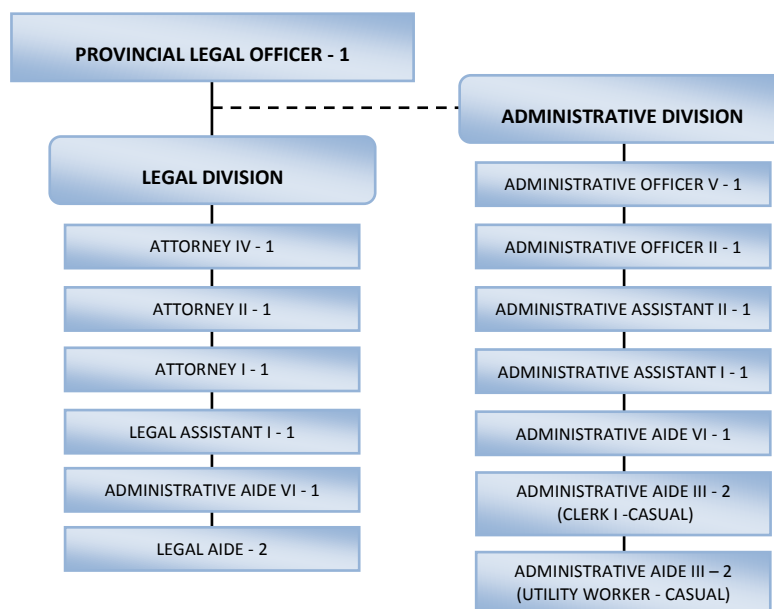 PROVINCIAL LEGAL OFFICER - 1
ADMINISTRATIVE DIVISION
LEGAL DIVISION
ATTORNEY IV - 1
ATTORNEY II - 1
ATTORNEY I - 1
LEGAL ASSISTANT I - 1
ADMINISTRATIVE AIDE VI - 1
LEGAL AIDE - 2
ADMINISTRATIVE OFFICER V - 1
ADMINISTRATIVE OFFICER II - 1
ADMINISTRATIVE ASSISTANT II - 1
ADMINISTRATIVE ASSISTANT I - 1
ADMINISTRATIVE AIDE VI - 1
ADMINISTRATIVE AIDE III - 2
(CLERK I -CASUAL)
ADMINISTRATIVE AIDE III – 2
(UTILITY WORKER - CASUAL)